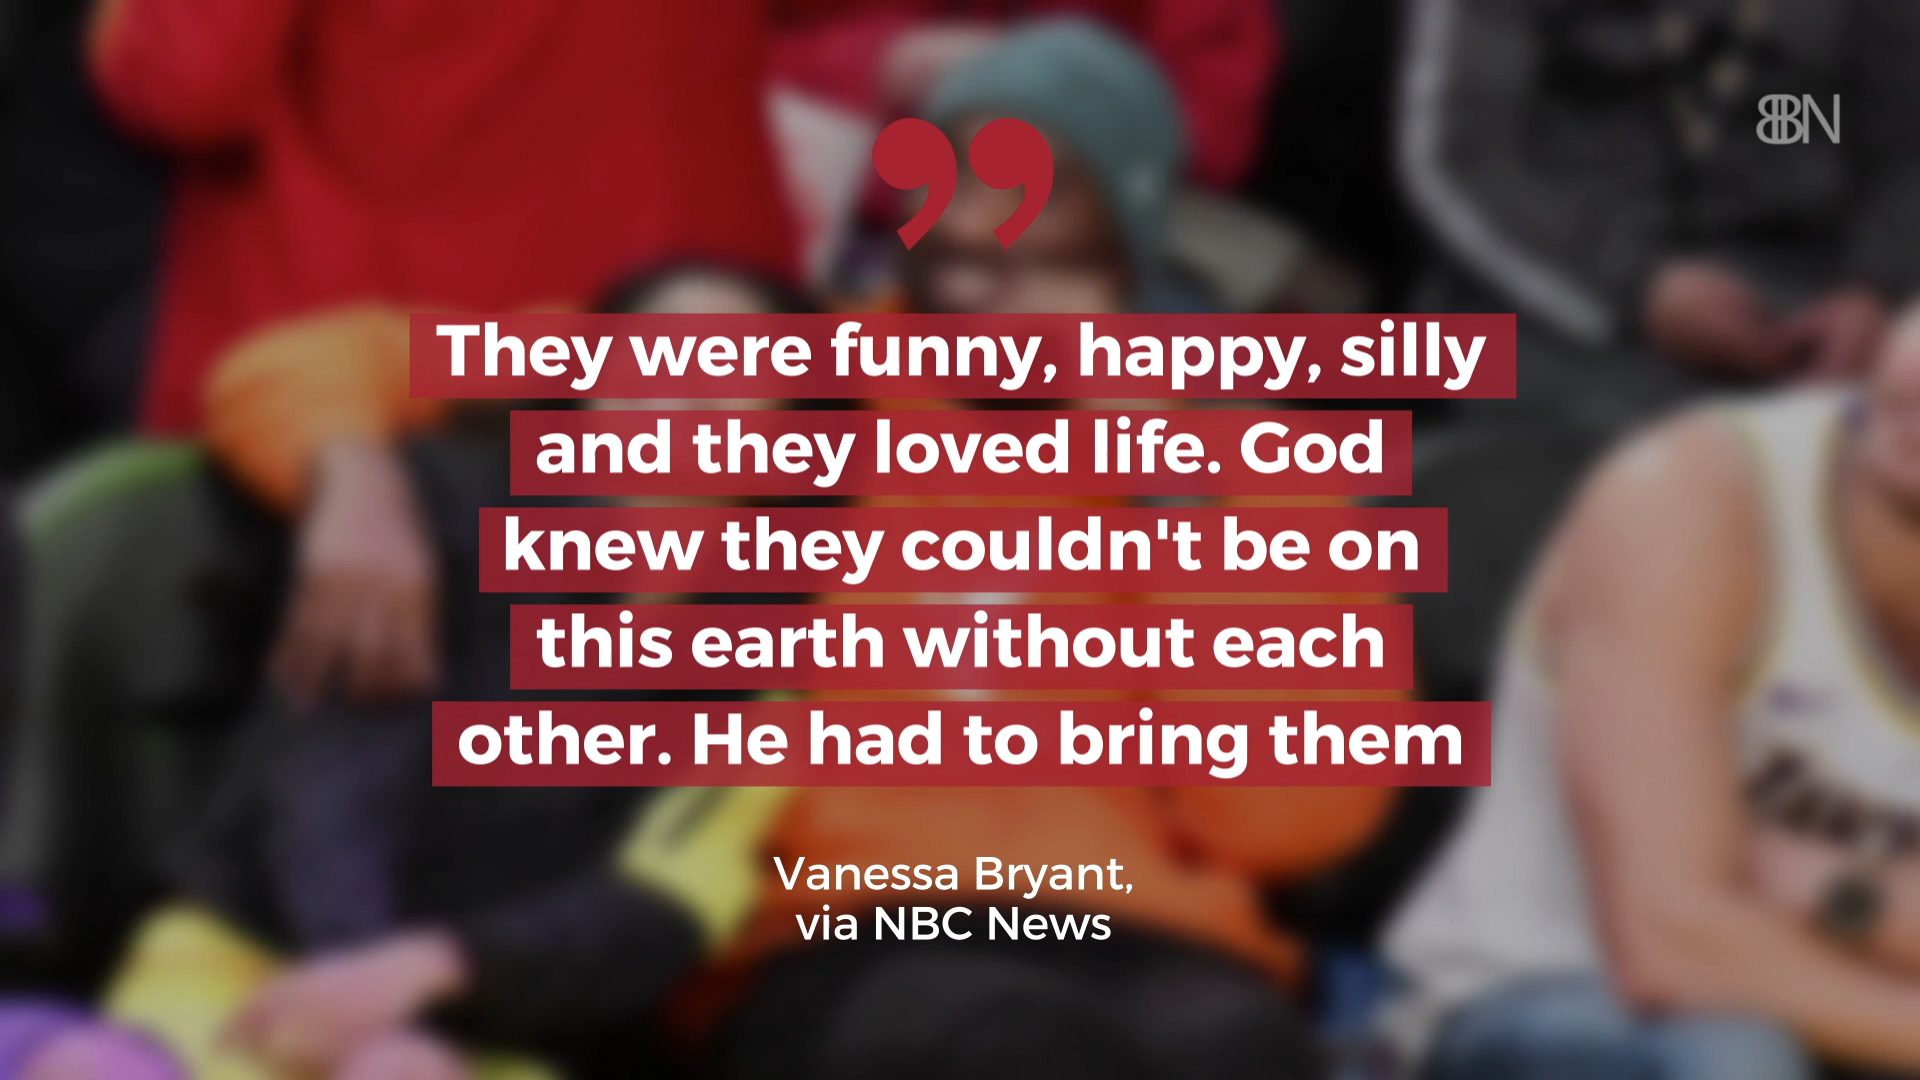 BBN
They were funny, happy, silly
and they loved life. God
knew they couldn't be on
this earth without each
other. He had to bring them
Vanessa Bryant,
via NBC News